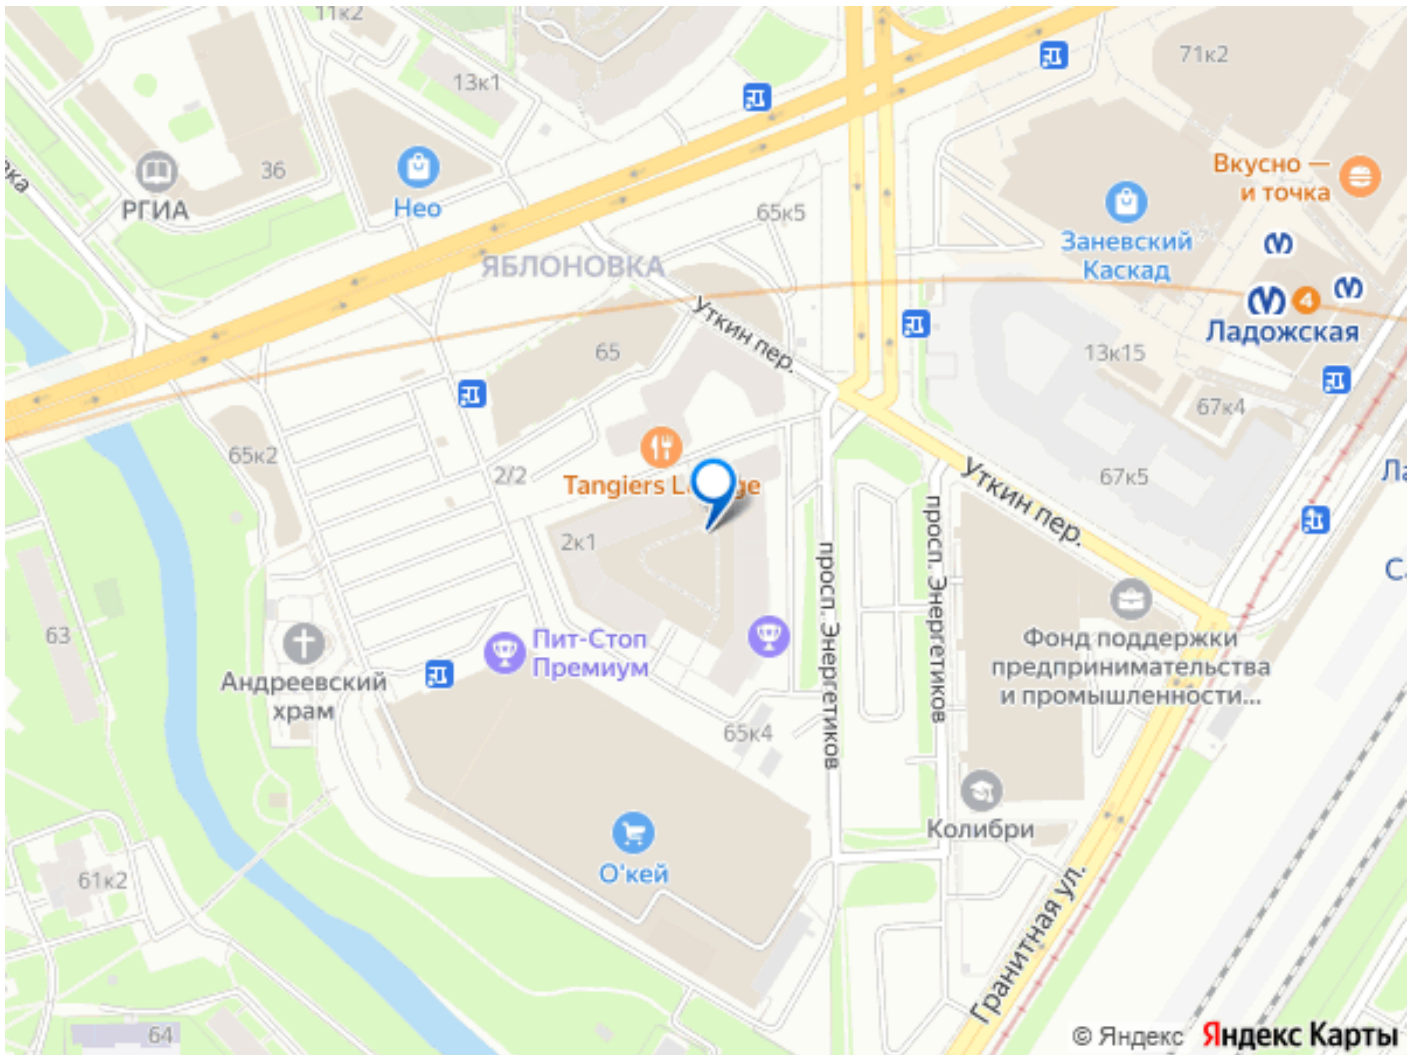 11к2
71к2
13к1
36
Вкусно —
и точка
РГИА
Нео
65к5
Заневский
Каскад
ЯБЛОНОВКА
4
Ладожская
Уткин пер.
65
13к15
67к4
65к2
2/2
Tangiers
67к5
Уткин пер.
2к1
просп. Энергетиков
просп. Энергетиков
63
Пит-Стоп
Премиум
Фонд поддержки
предпринимательства
и промышленности...
Андреевский
храм
65к4
Колибри
О'кей
61к2
Гранитная ул.
64
© Яндекс Яндекс Карты